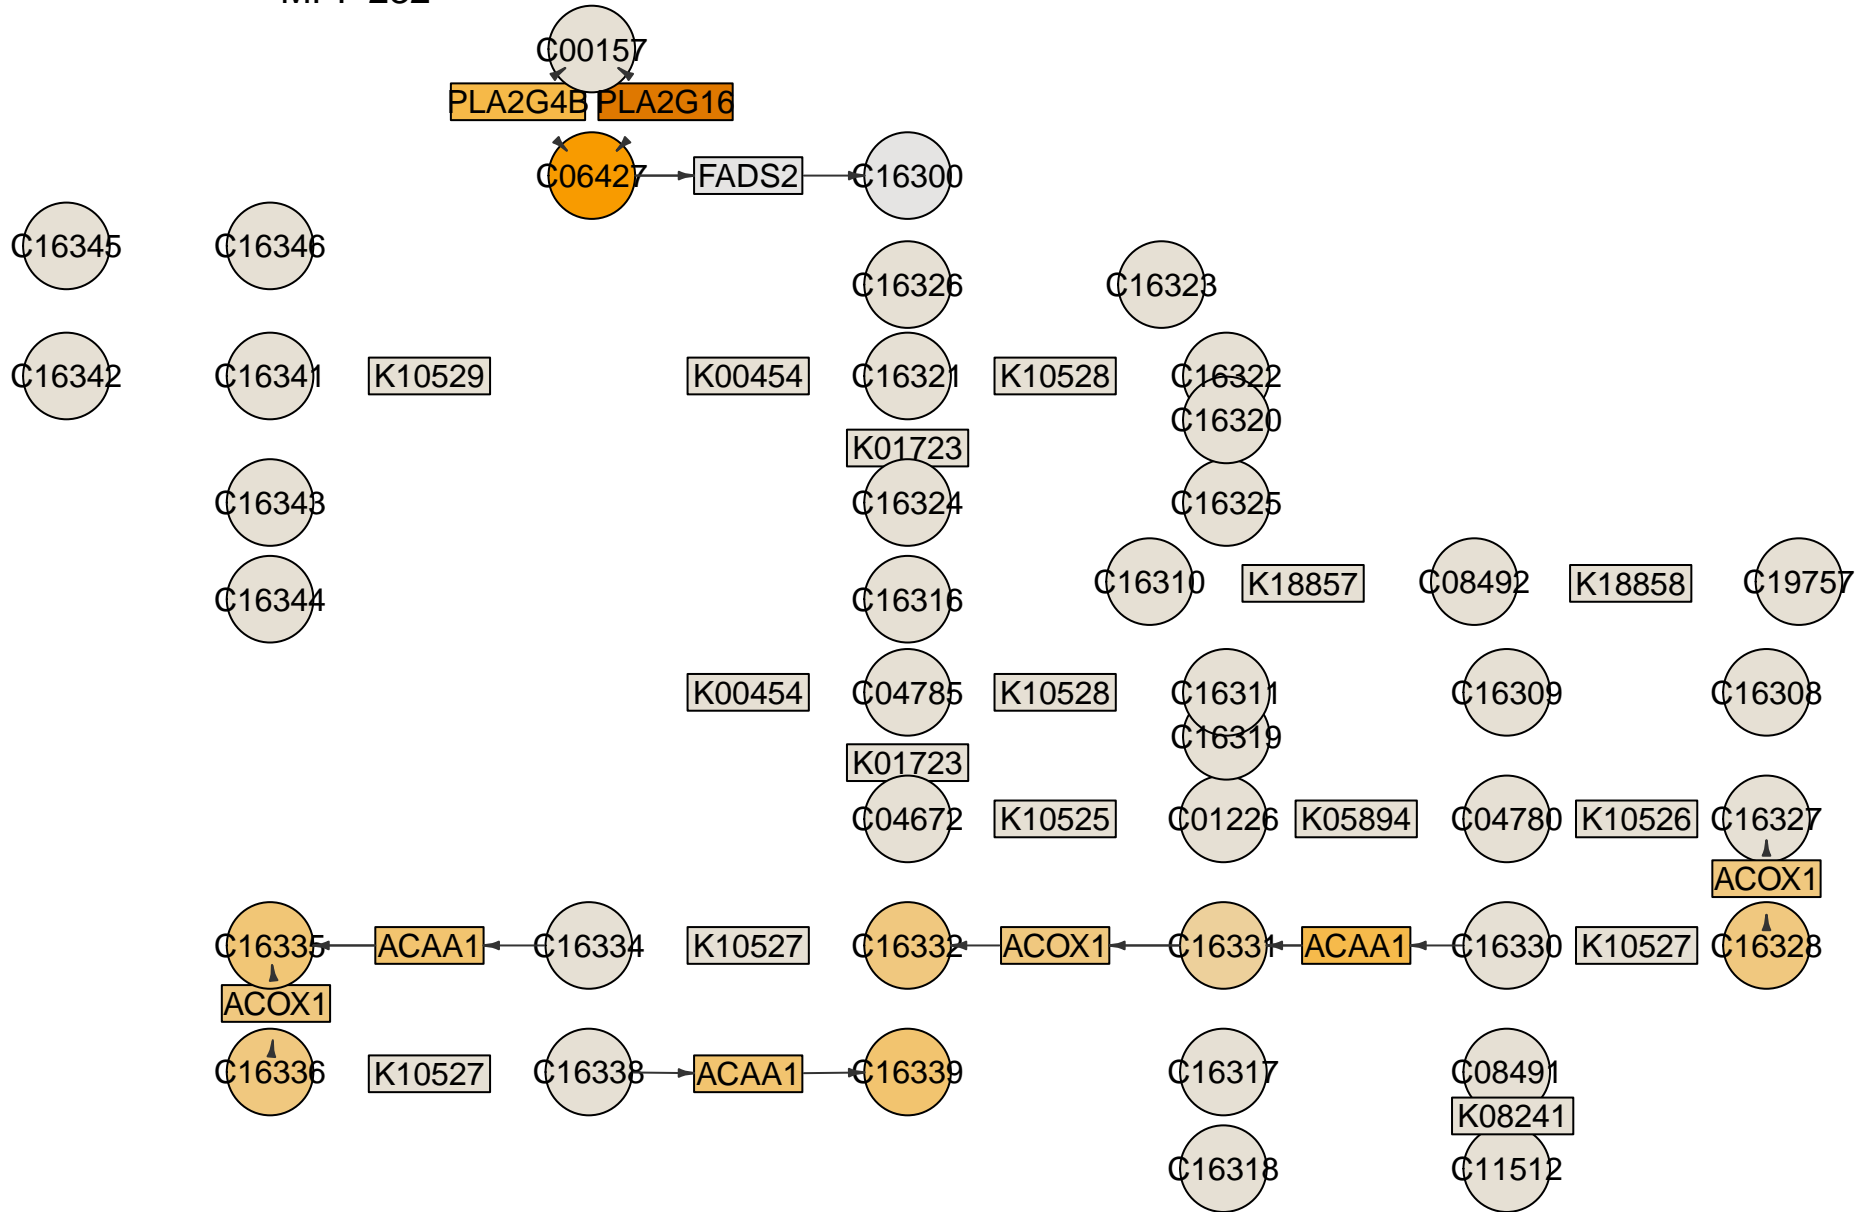 C00157
PLA2G4B PLA2G16
C06427 FADS2 C16300
C16345 C16346
C16326 C16323
C16342 C16341 K10529 K00454 C16321 K10528 C16322
C16320
K01723
C16343 C16324 C16325
C16310 K18857 C08492 K18858 C19757
C16344 C16316
K00454 C04785 K10528 C16311 C16309 C16308
C16319
K01723
C04672 K10525 C01226 K05894 C04780 K10526 C16327
ACOX1
C16335 ACAA1 C16334 K10527 C16332 ACOX1 C16331 ACAA1 C16330 K10527 C16328
ACOX1
C16336 K10527 C16338 ACAA1 C16339 C16317 C08491
K08241
C16318 C11512